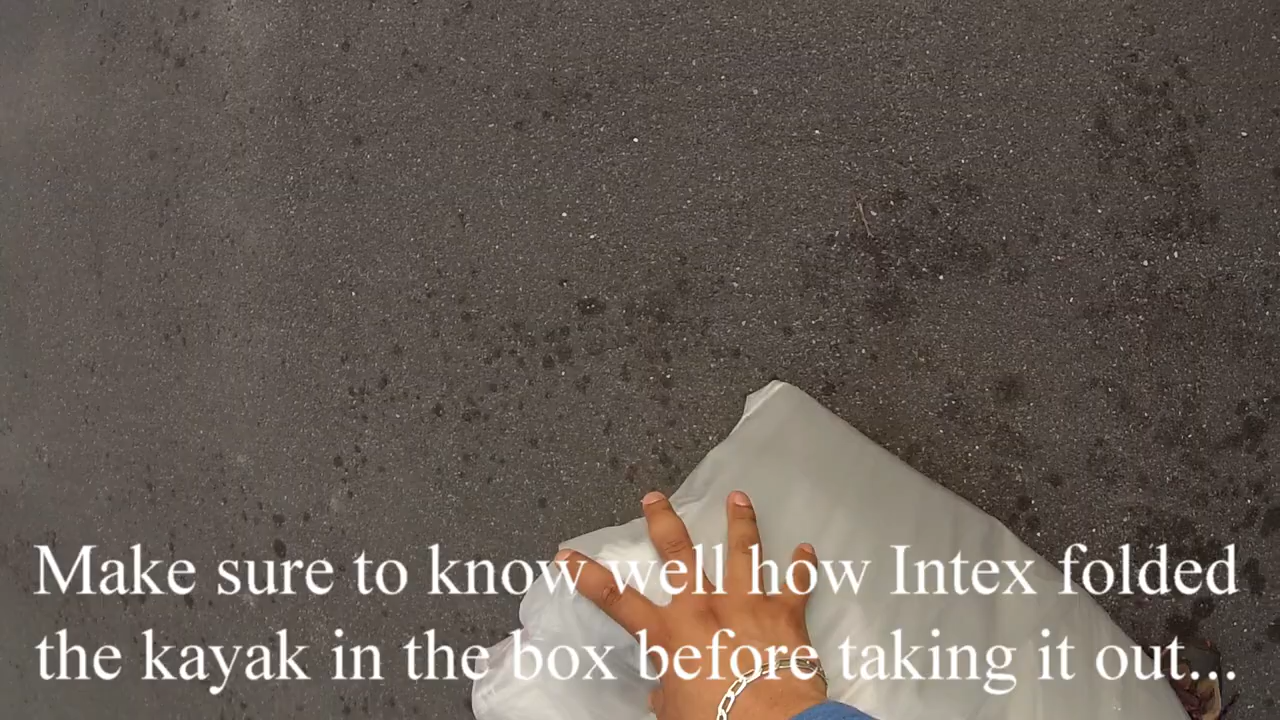 Make sure to know well how Intex folded
the kayak in the box before taking it out...